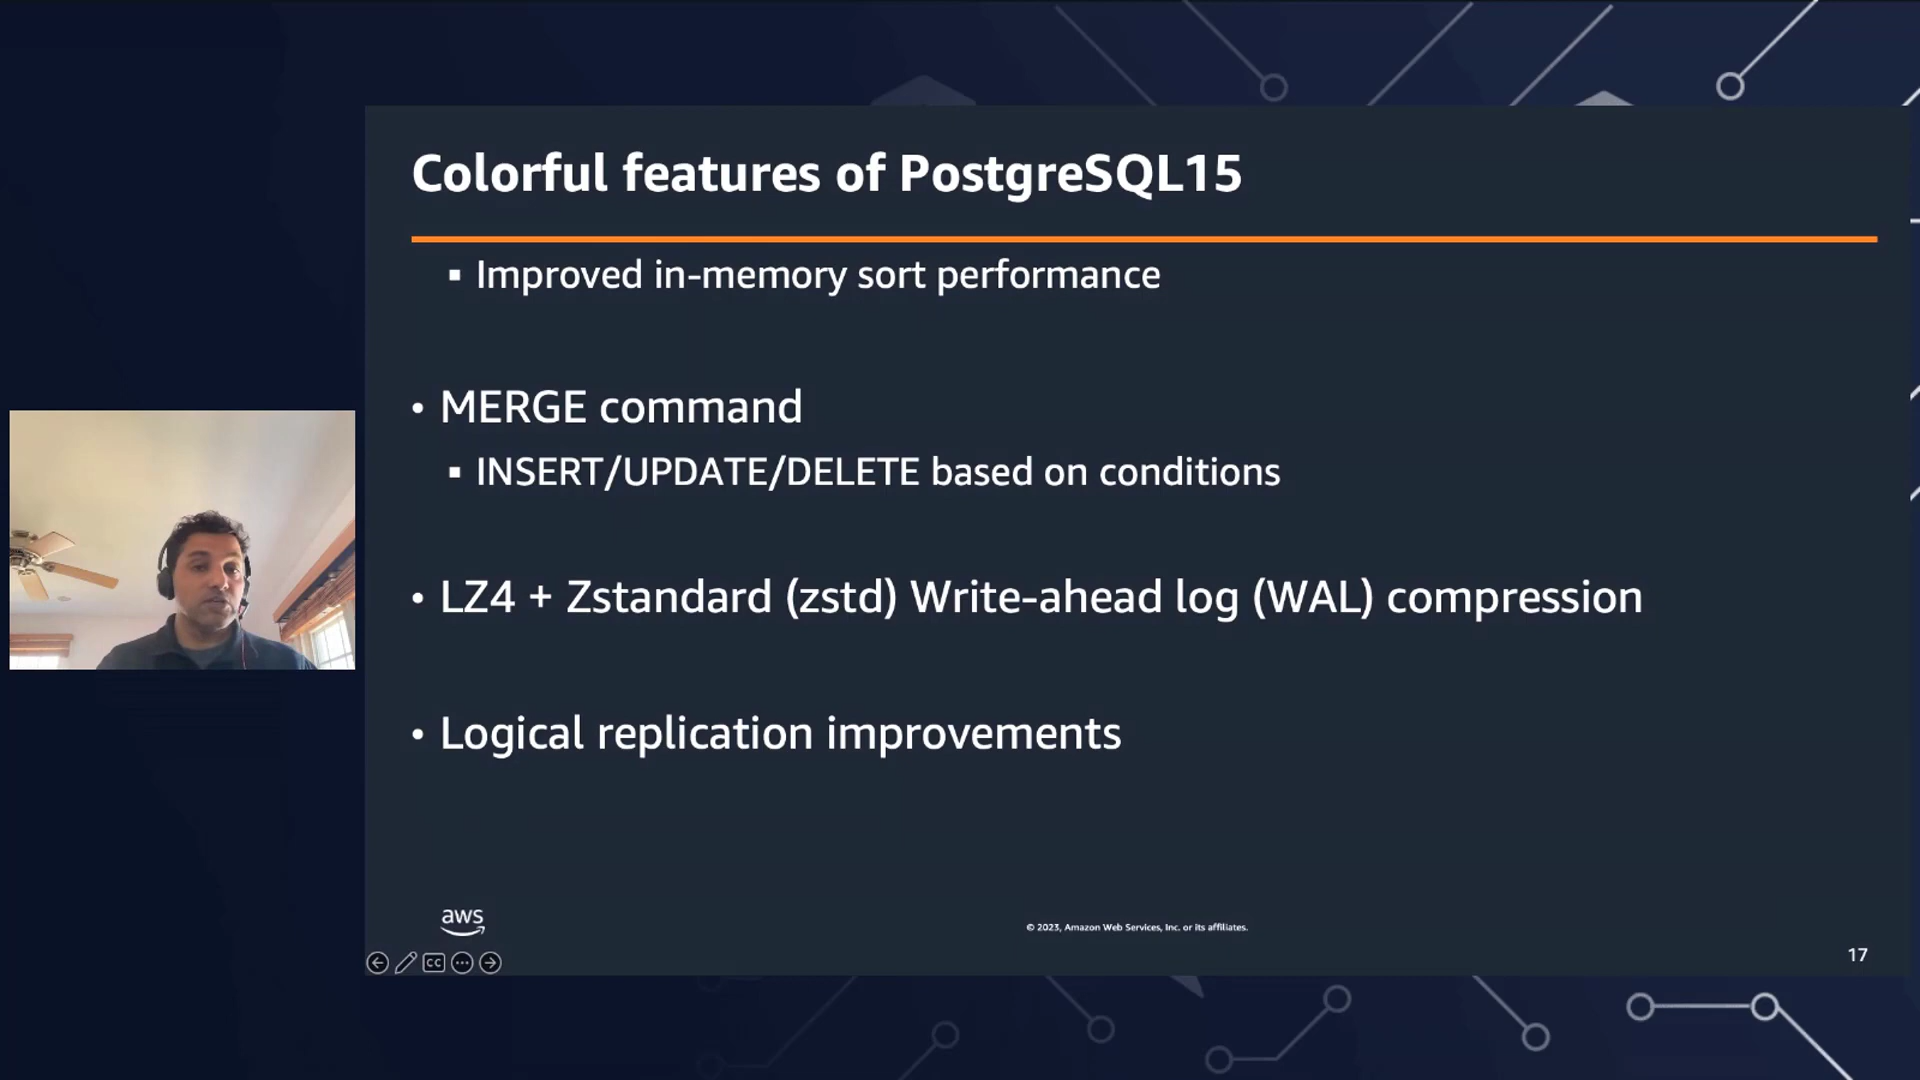 Colorful features of PostgreSQL15
▪ Improved in-memory sort performance
• MERGE command
▪ INSERT/UPDATE/DELETE based on conditions
• LZ4 + Zstandard (zstd) Write-ahead log (WAL) compression
• Logical replication improvements
aws
© 2023, Amazon Web Services, Inc. or its affiliates.
CC
17